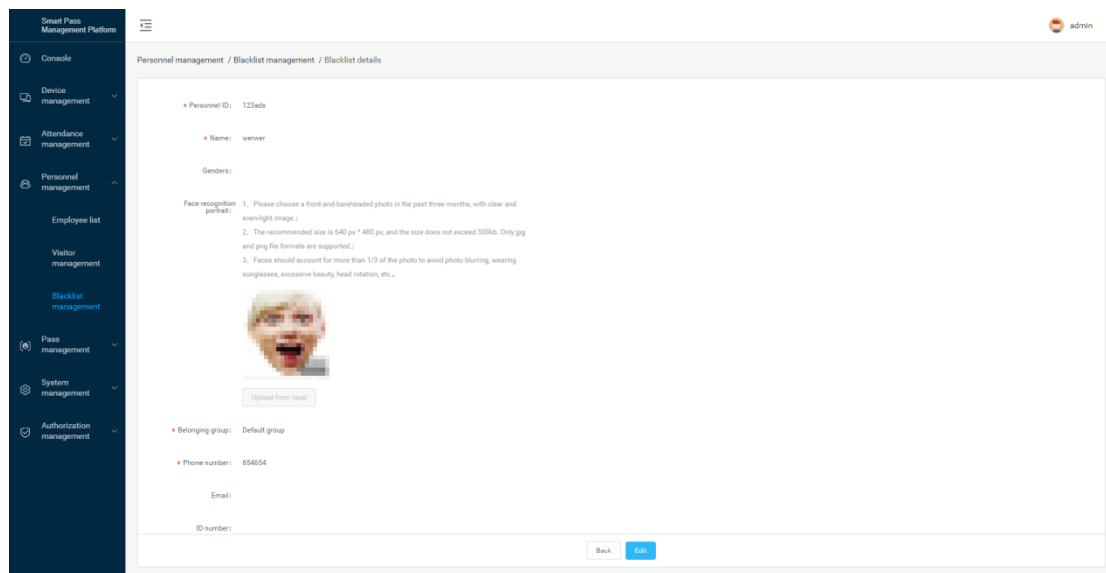 Smart Pass
Management Platform
admin
Console
Personnel management / Blacklist management / Blacklist details
Device
management
Attendance
management
Personnel
management
Employee list
Visitor
management
Blacklist
management
Pass
management
System
management
Authorization
management
* Personnel ID: 123ads
* Name: werwer
Genders:
Face recognition
portrait:
1、Please choose a front-and-bareheaded photo in the past three months, with clear and
even-light image.;
2、The recommended size is 640 px * 480 px, and the size does not exceed 500kb. Only jpg
and png file formats are supported.;
3、Faces should account for more than 1/3 of the photo to avoid photo blurring, wearing
sunglasses, excessive beauty, head rotation, etc.。
Upload from local
* Belonging group: Default group
* Phone number: 654654
Email:
ID number:
Back Edit